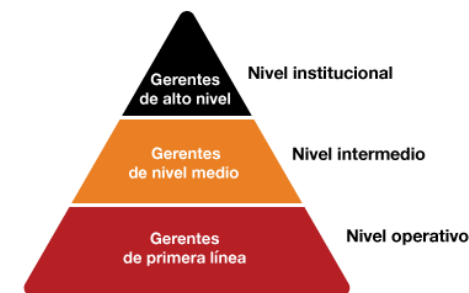 Gerentes
de alto nivel
Nivel institucional
Gerentes
de nivel medio
Nivel intermedio
Gerentes
de primera línea
Nivel operativo